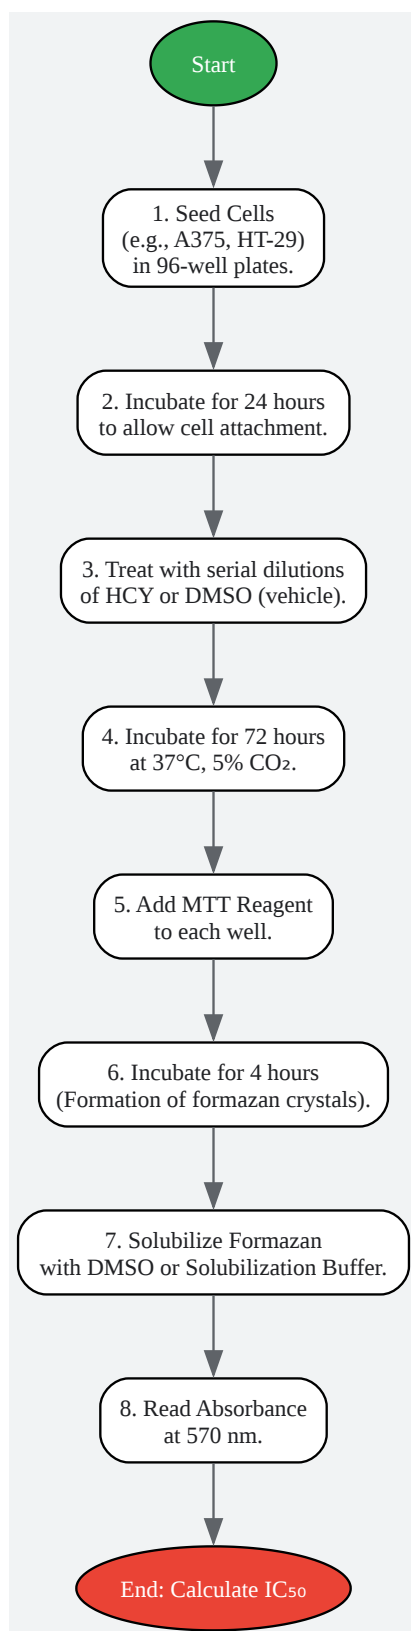 Start
1. Seed Cells
(e.g., A375, HT-29)
in 96-well plates.
2. Incubate for 24 hours
to allow cell attachment.
3. Treat with serial dilutions
of HCY or DMSO (vehicle).
4. Incubate for 72 hours
at 37°C, 5% CO₂.
5. Add MTT Reagent
to each well.
6. Incubate for 4 hours
(Formation of formazan crystals).
7. Solubilize Formazan
with DMSO or Solubilization Buffer.
8. Read Absorbance
at 570 nm.
End: Calculate IC₅₀